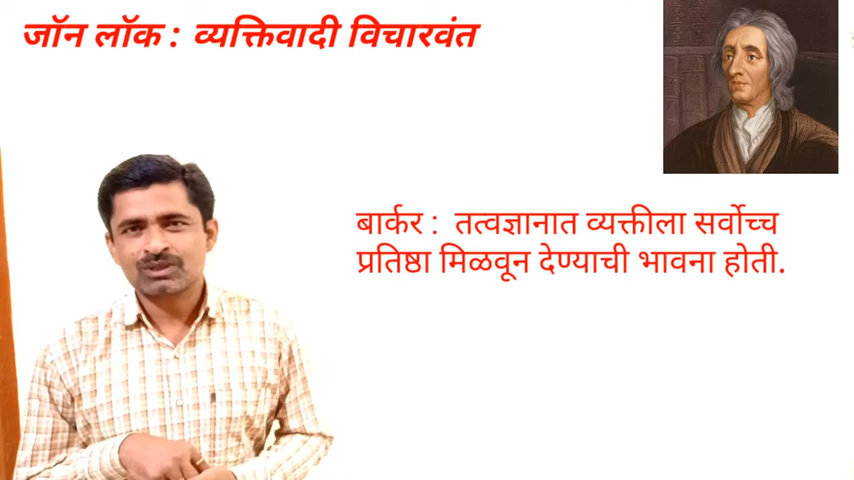 जॉन लॉक : व्यक्तिवादी विचारवंत
बार्कर : तत्वज्ञानात व्यक्तीला सर्वोच्च
प्रतिष्ठा मिळवून देण्याची भावना होती.